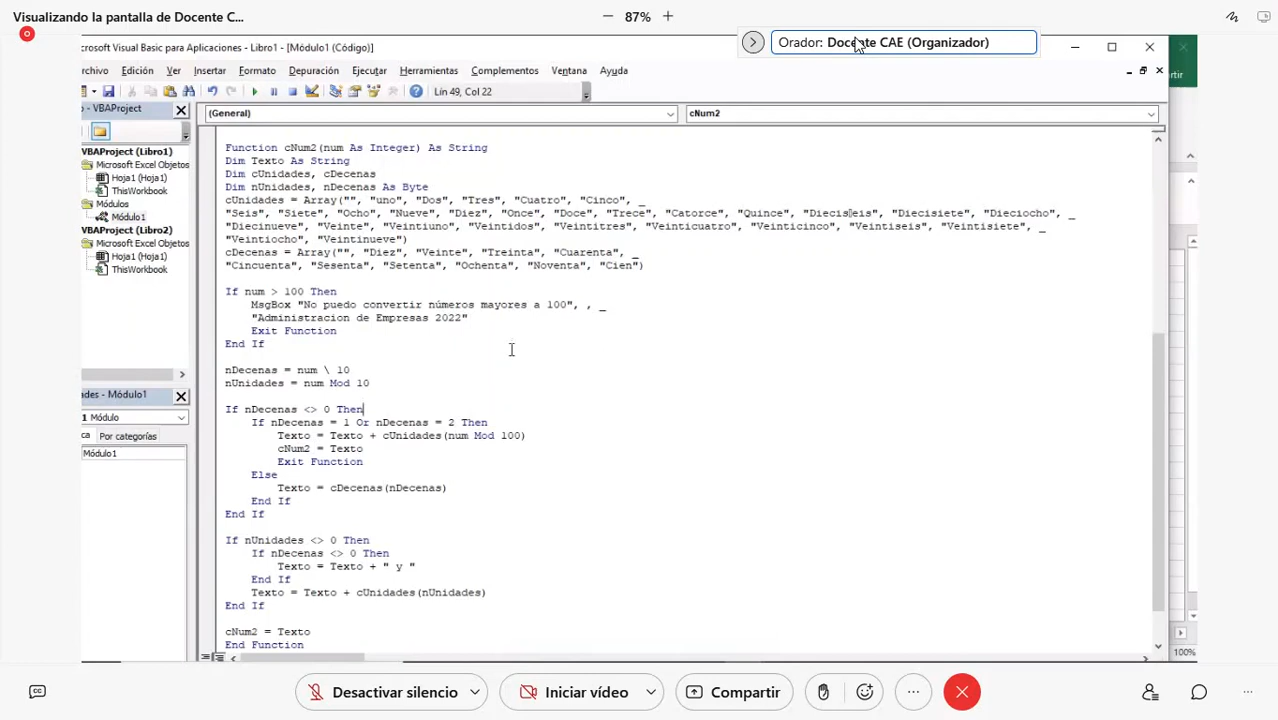 Visualizando la pantalla de Docente C...
87%
Orador: Docente CAE (Organizador)
crosoft Visual Basic para Aplicaciones - Libro1 - [Módulo1 (Código)]
rchivo Edición Ver Insertar Formato Depuración Ejecutar Herramientas Complementos Ventana Ayuda
rtir
Lín 49, Col 22
o - VBAProject
(General)
cNum2
VBAProject (Libro1)
Microsoft Excel Objetos
Hoja1 (Hoja1)
ThisWorkbook
Módulos
Módulo1
VBAProject (Libro2)
Microsoft Excel Objetos
Hoja1 (Hoja1)
ThisWorkbook
des - Módulo1
1 Módulo
ca Por categorías
Módulo1
Function cNum2(num As Integer) As String
Dim Texto As String
Dim cUnidades, cDecenas
Dim nUnidades, nDecenas As Byte
cUnidades = Array("", "uno", "Dos", "Tres", "Cuatro", "Cinco", _
"Seis", "Siete", "Ocho", "Nueve", "Diez", "Once", "Doce", "Trece", "Catorce", "Quince", "Dieciseis", "Diecisiete", "Dieciocho", _
"Diecinueve", "Veinte", "Veintiuno", "Veintidos", "Veintitres", "Veinticuatro", "Veinticinco", "Veintiseis", "Veintisiete", _
"Veintiocho", "Veintinueve")
cDecenas = Array("", "Diez", "Veinte", "Treinta", "Cuarenta", _
"Cincuenta", "Sesenta", "Setenta", "Ochenta", "Noventa", "Cien")
If num > 100 Then
MsgBox "No puedo convertir números mayores a 100", , _
"Administracion de Empresas 2022"
Exit Function
End If
nDecenas = num \ 10
nUnidades = num Mod 10
If nDecenas <> 0 Then
If nDecenas = 1 Or nDecenas = 2 Then
Texto = Texto + cUnidades(num Mod 100)
cNum2 = Texto
Exit Function
Else
Texto = cDecenas(nDecenas)
End If
End If
If nUnidades <> 0 Then
If nDecenas <> 0 Then
Texto = Texto + " y "
End If
Texto = Texto + cUnidades(nUnidades)
End If
cNum2 = Texto
End Function
100%
Desactivar silencio
Iniciar vídeo
Compartir